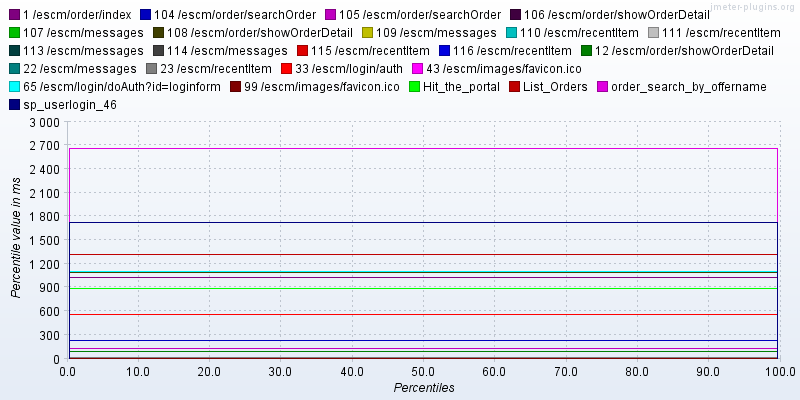 jmeter-plugins.org
1 /escm/order/index 104 /escm/order/searchOrder 105 /escm/order/searchOrder 106 /escm/order/showOrderDetail
107 /escm/messages 108 /escm/order/showOrderDetail 109 /escm/messages 110 /escm/recentItem 111 /escm/recentItem
113 /escm/messages 114 /escm/messages 115 /escm/recentItem 116 /escm/recentItem 12 /escm/order/showOrderDetail
22 /escm/messages 23 /escm/recentItem 33 /escm/login/auth 43 /escm/images/favicon.ico
65 /escm/login/doAuth?id=loginform 99 /escm/images/favicon.ico Hit_the_portal List_Orders order_search_by_offername
sp_userlogin_46
3 000
2 700
2 400
2 100
1 800
1 500
1 200
900
600
300
0
Percentile value in ms
0.0 10.0 20.0 30.0 40.0 50.0 60.0 70.0 80.0 90.0 100.0
Percentiles